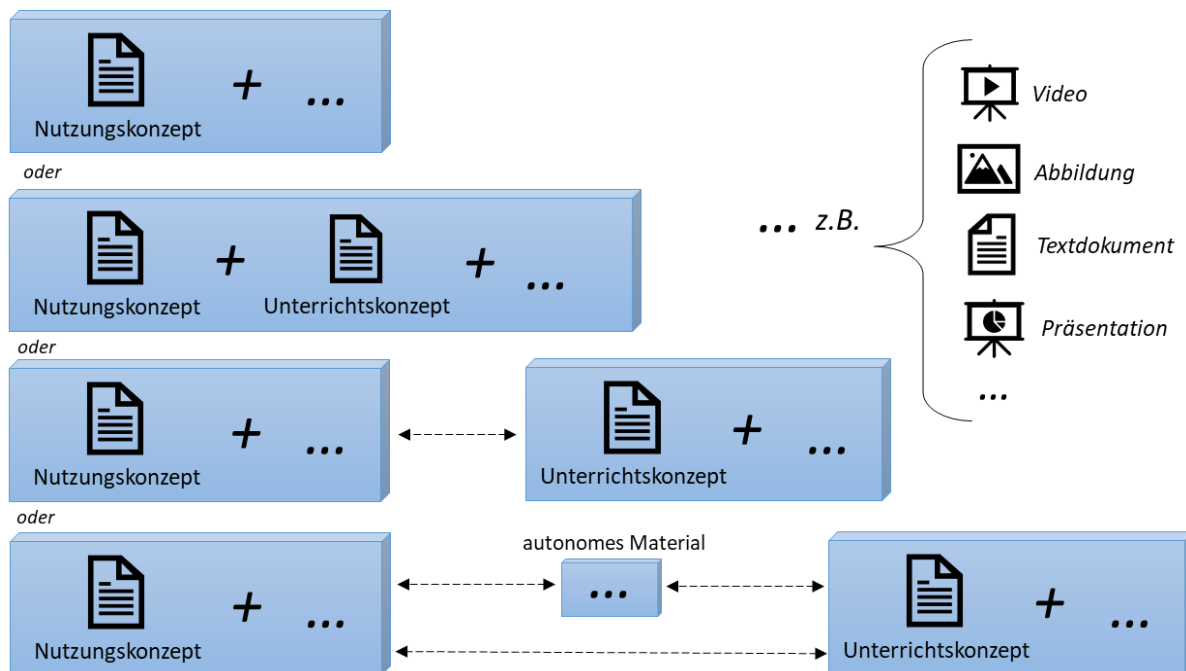 + ...
Nutzungskonzept
oder
+ + ...
Nutzungskonzept Unterrichtskonzept
oder
+ ...
Nutzungskonzept
+ ...
Unterrichtskonzept
oder
+ ...
Nutzungskonzept
autonomes Material
...
+ ...
Unterrichtskonzept
... z.B.
Video
Abbildung
Textdokument
Präsentation
...